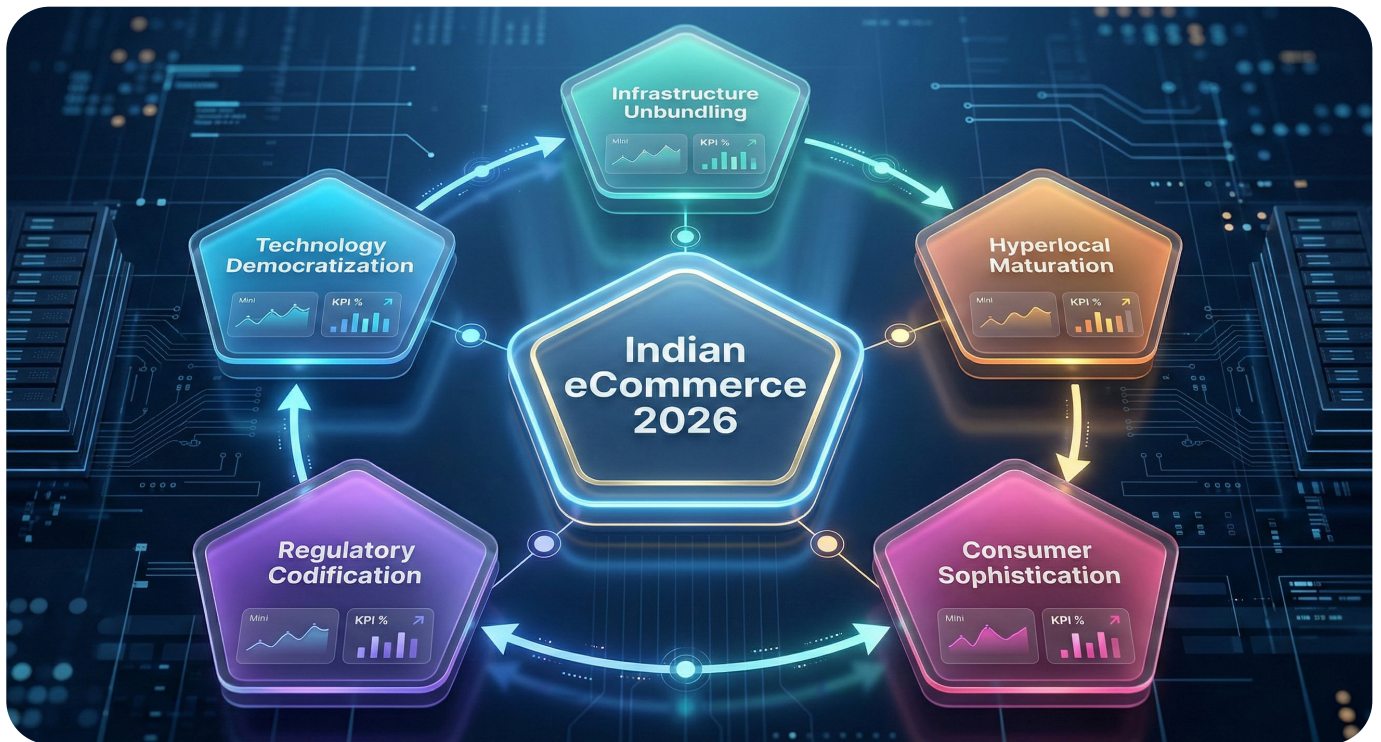 Infrastructure
Unbundling
Mini
KPI %
Technology
Democratization
Mini
KPI %
Hyperlocal
Maturation
Mini
KPI %
Indian
eCommerce
2026
Regulatory
Codification
Mini
KPI %
Consumer
Sophistication
Mini
KPI %